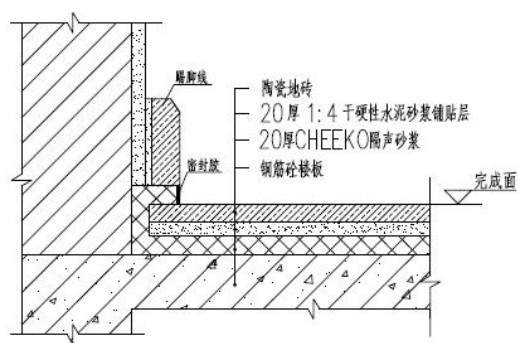 踢脚线
陶瓷地砖
20厚 1:4 干硬性水泥砂浆铺贴层
20厚CHEEKO隔声砂浆
密封胶
钢筋砼楼板
完成面